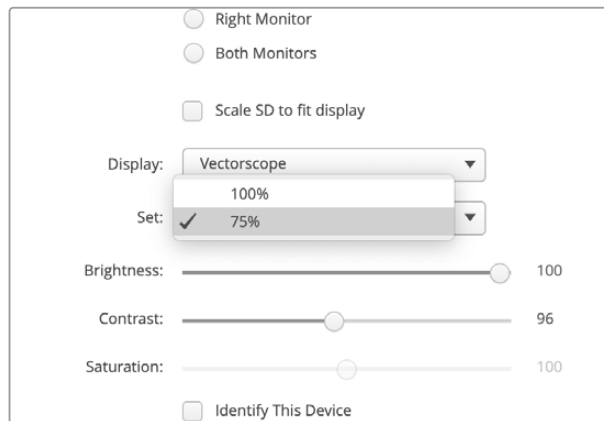 Right Monitor
Both Monitors
Scale SD to fit display
Display: Vectorscope
100%
Set: 75%
Brightness: 100
Contrast: 96
Saturation: 100
Identify This Device